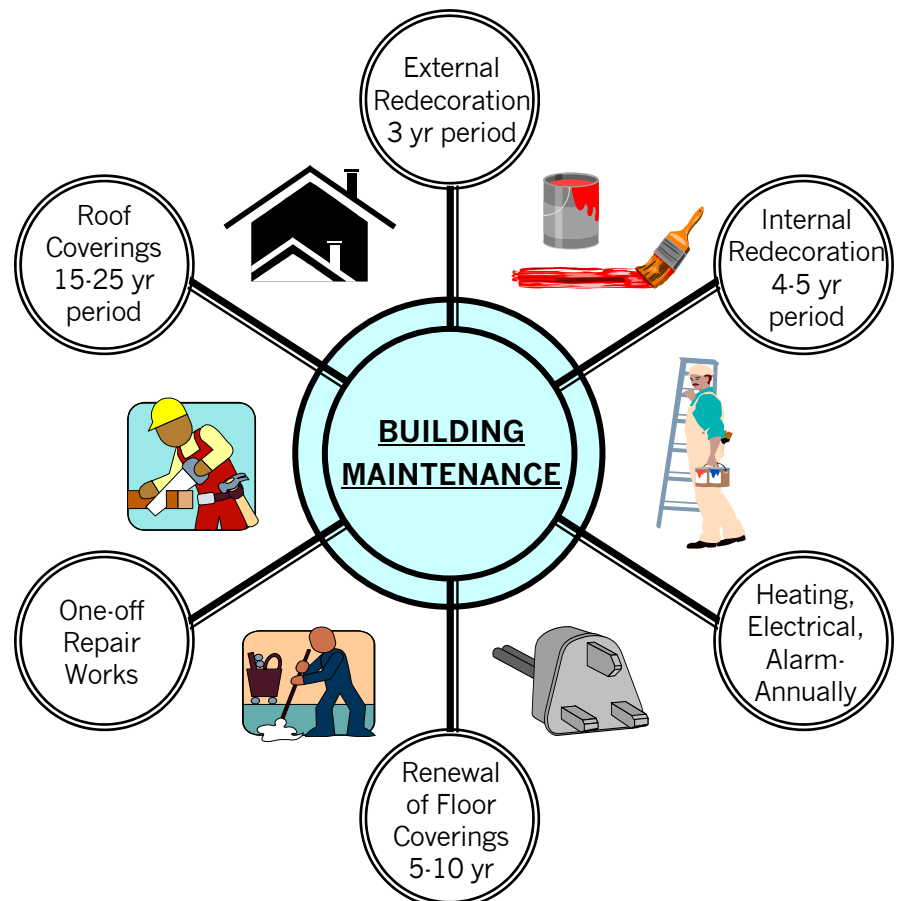 External
Redecoration
3 yr period
Roof
Coverings
15-25 yr
period
Internal
Redecoration
4-5 yr
period
BUILDING
MAINTENANCE
One-off
Repair
Works
Heating,
Electrical,
Alarm-
Annually
Renewal
of Floor
Coverings
5-10 yr